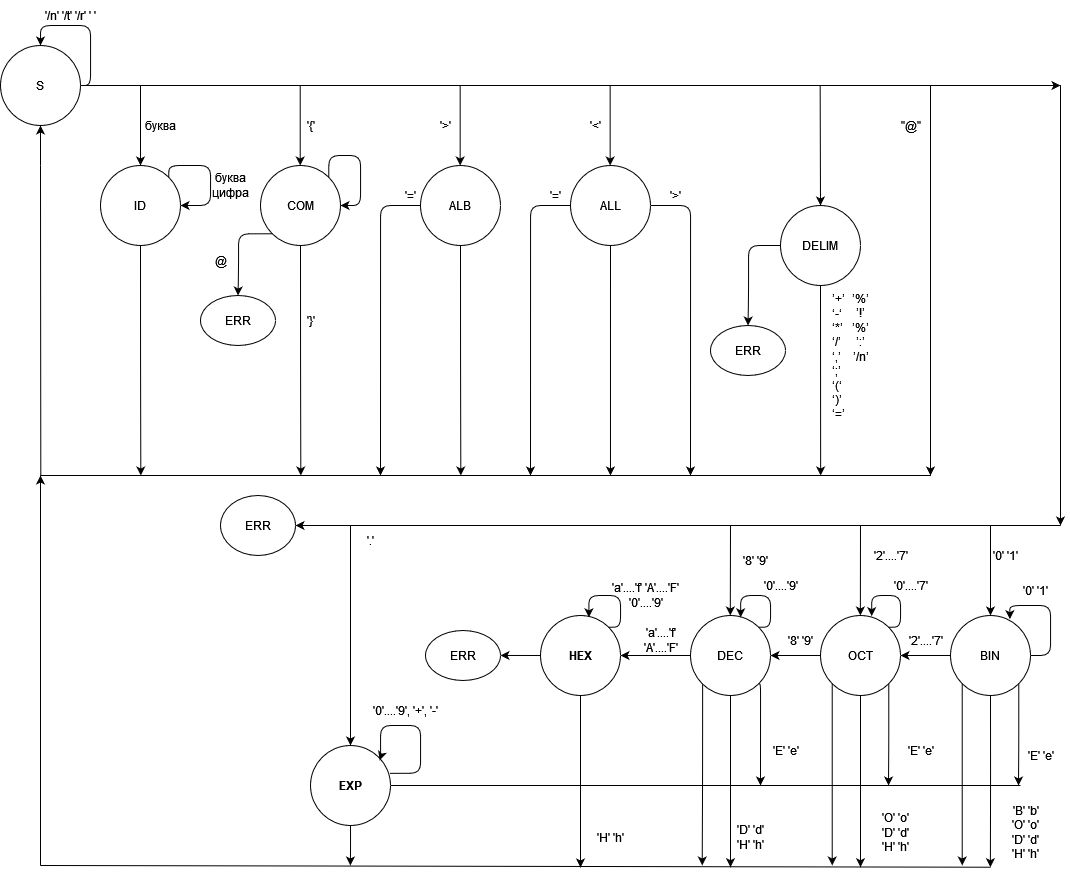 '/n' '/t' '/r' ' '
S
буква
'{'
'>'
'<'
"@"
буква
цифра
ID
COM
'='
ALB
'='
ALL
'>'
DELIM
@
ERR
'}'
ERR
'+' '%'
'-' '!'
'*' '%'
'/' ':'
',' '/n'
';'
'('
')'
'='
ERR
'.'
'8' '9'
'2'....'7'
'0' '1'
'a'....'f' 'A'....'F'
'0'....'9'
'0'....'9'
'0'....'7'
'0' '1'
ERR
HEX
'a'....'f'
'A'....'F'
DEC
'8' '9'
OCT
'2'....'7'
BIN
'0'....'9', '+', '-'
EXP
'E' 'e'
'E' 'e'
'E' 'e'
'H' 'h'
'D' 'd'
'H' 'h'
'O' 'o'
'D' 'd'
'H' 'h'
'B' 'b'
'O' 'o'
'D' 'd'
'H' 'h'